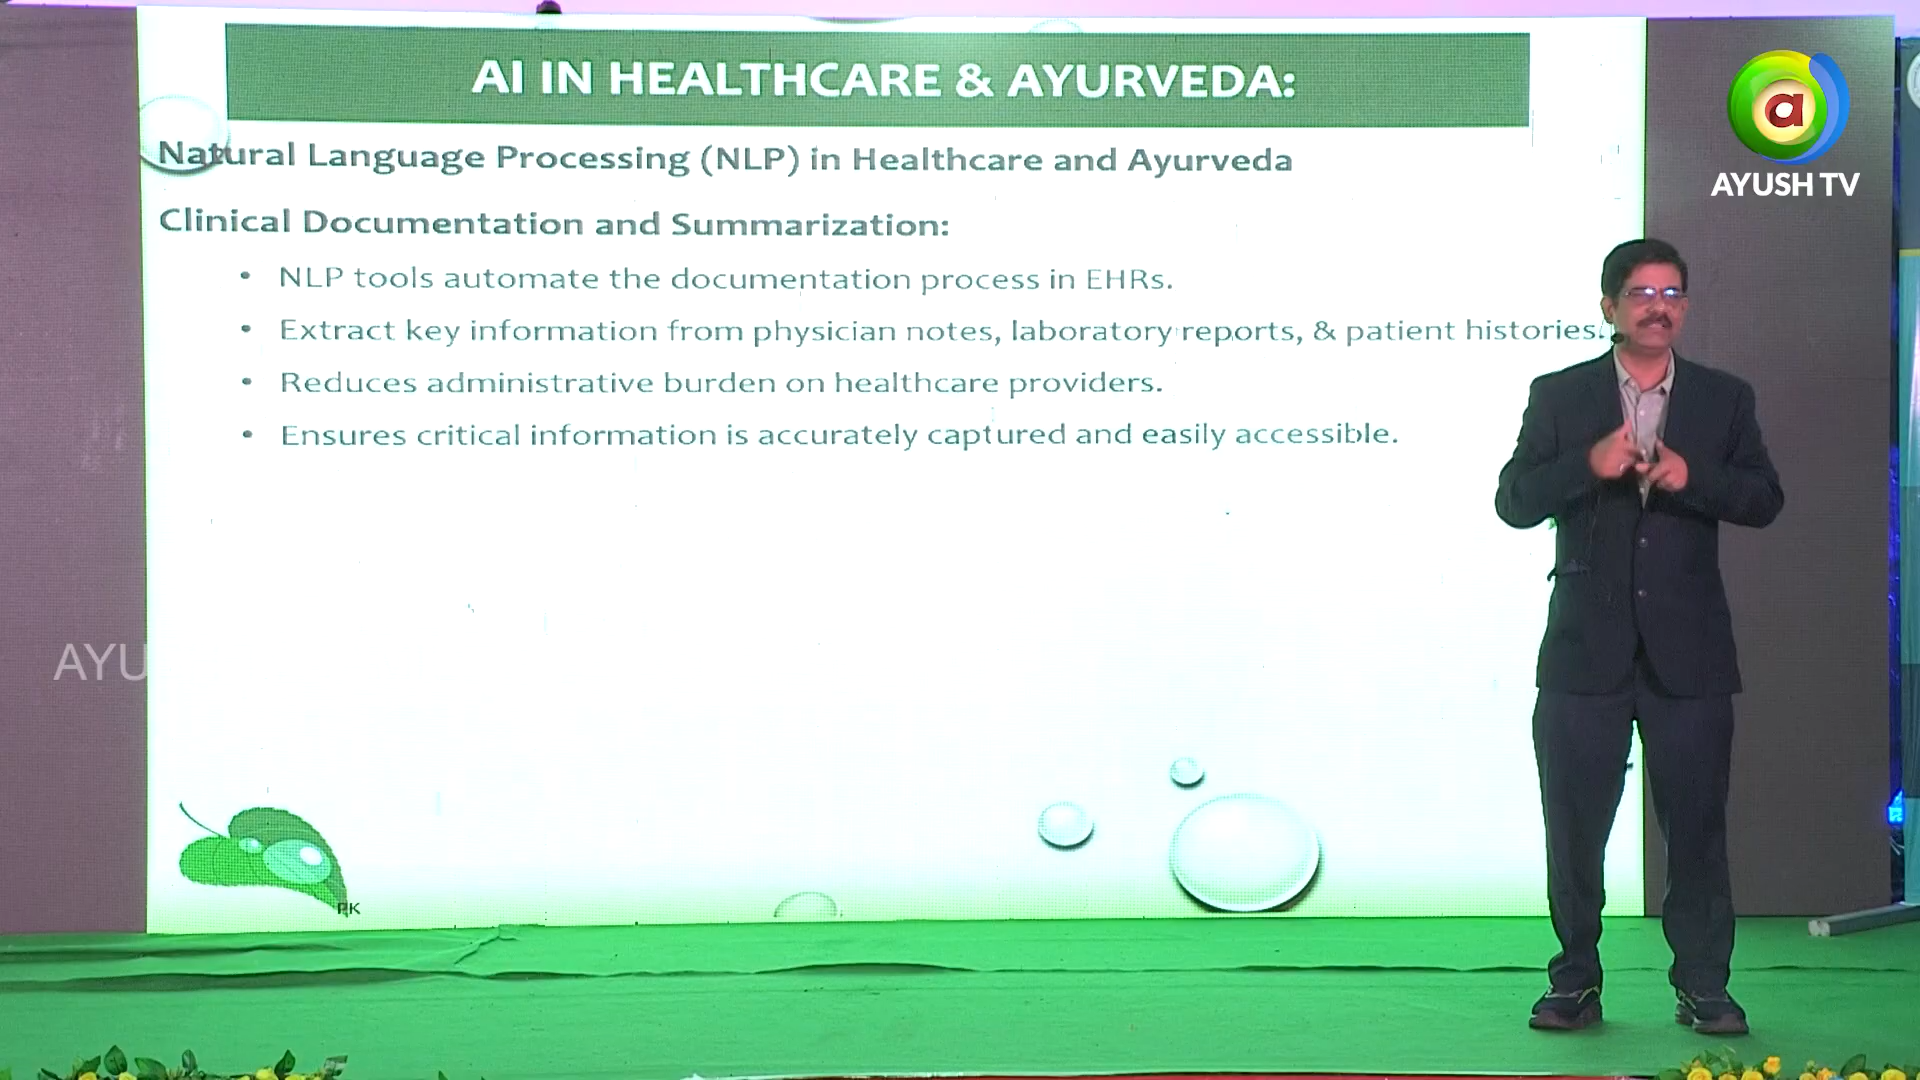 AI IN HEALTHCARE & AYURVEDA:
a
AYUSH TV
Natural Language Processing (NLP) in Healthcare and Ayurveda
Clinical Documentation and Summarization:
• NLP tools automate the documentation process in EHRs.
• Extract key information from physician notes, laboratory reports, & patient histories.
• Reduces administrative burden on healthcare providers.
• Ensures critical information is accurately captured and easily accessible.
AYU
PK